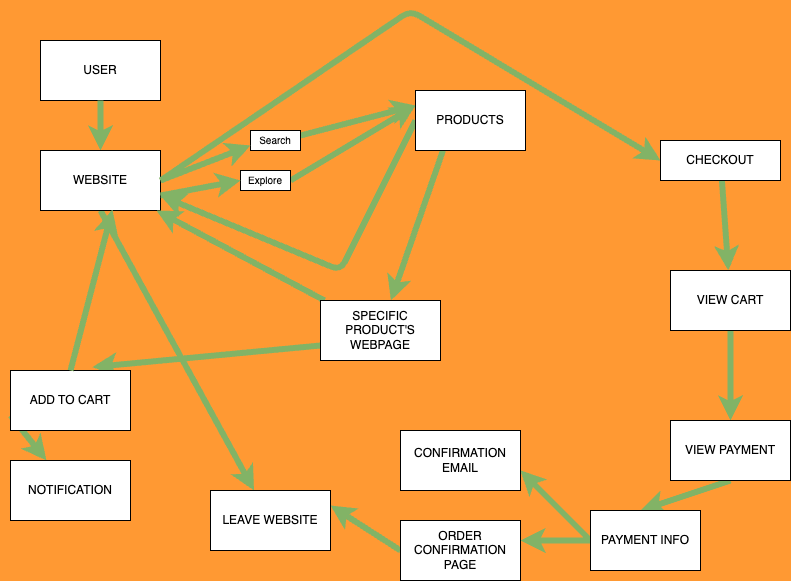 USER
PRODUCTS
Search
CHECKOUT
WEBSITE
Explore
VIEW CART
SPECIFIC
PRODUCT'S
WEBPAGE
ADD TO CART
CONFIRMATION
EMAIL
VIEW PAYMENT
NOTIFICATION
LEAVE WEBSITE
ORDER
CONFIRMATION
PAGE
PAYMENT INFO